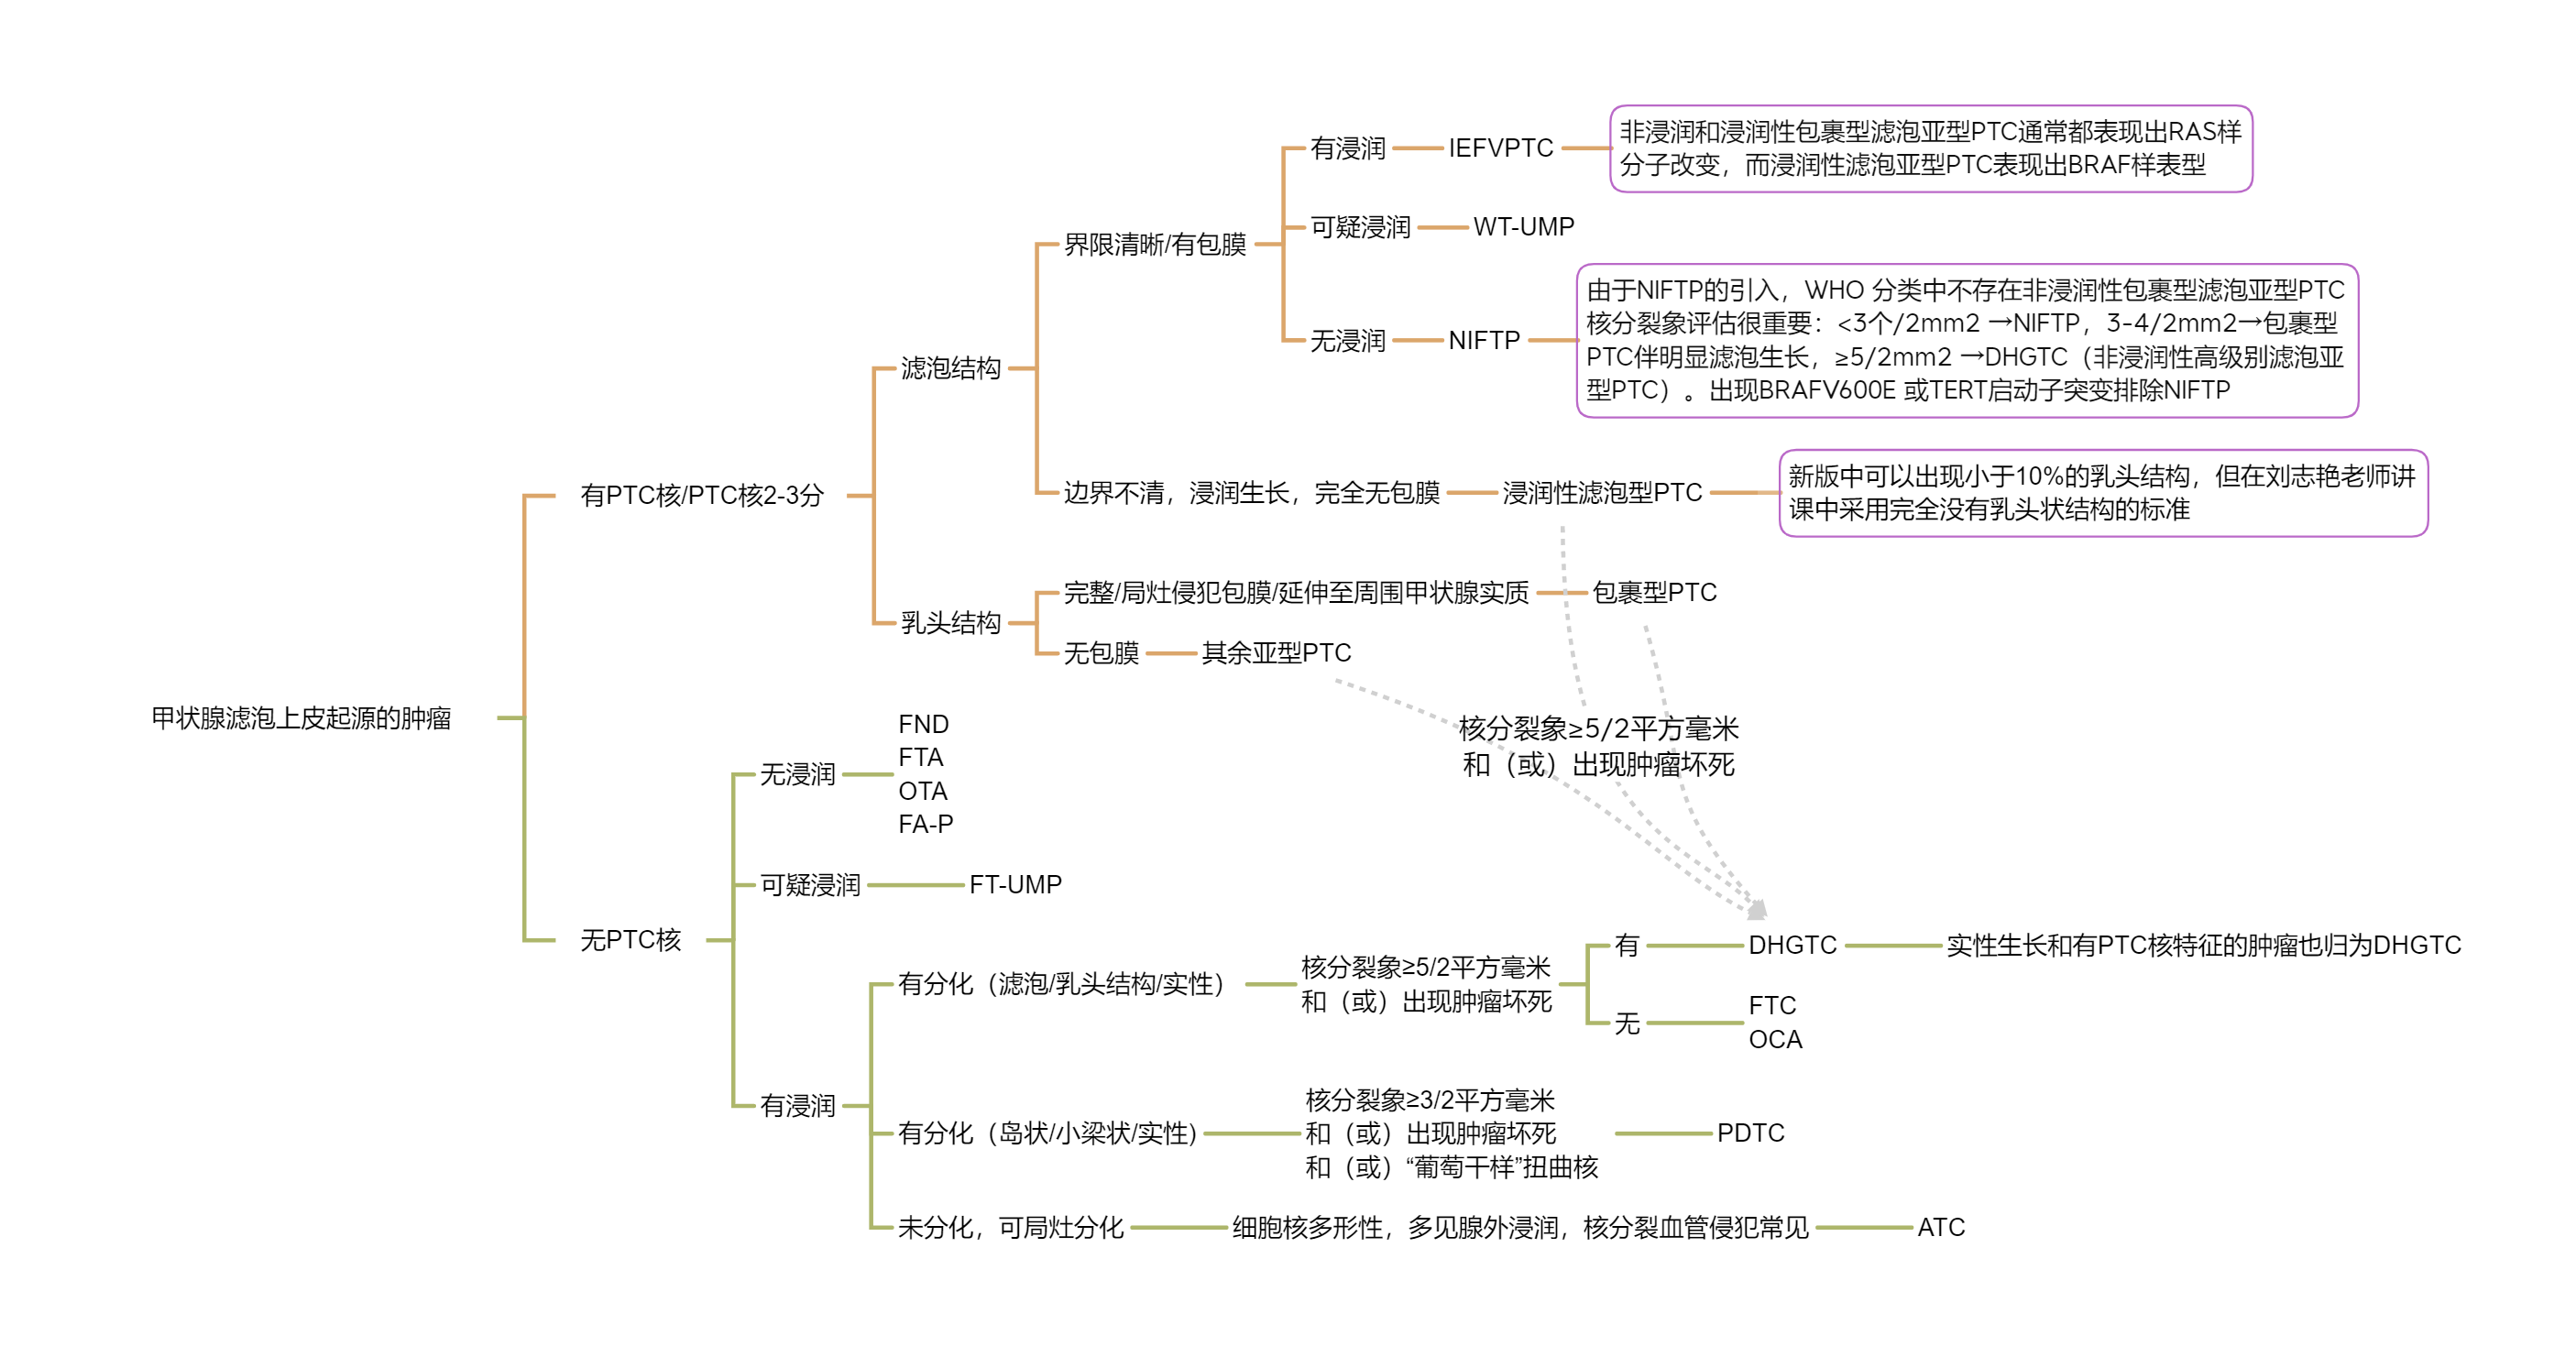 甲状腺滤泡上皮起源的肿瘤
有PTC核/PTC核2-3分
滤泡结构
界限清晰/有包膜
有浸润
IEFVPTC
非浸润和浸润性包裹型滤泡亚型PTC通常都表现出RAS样
分子改变，而浸润性滤泡亚型PTC表现出BRAF样表型
可疑浸润
WT-UMP
无浸润
NIFTP
由于NIFTP的引入，WHO 分类中不存在非浸润性包裹型滤泡亚型PTC
核分裂象评估很重要：<3个/2mm2 →NIFTP，3-4/2mm2→包裹型
PTC伴明显滤泡生长，≥5/2mm2 →DHGTC（非浸润性高级别滤泡亚
型PTC）。出现BRAFV600E 或TERT启动子突变排除NIFTP
边界不清，浸润生长，完全无包膜
浸润性滤泡型PTC
新版中可以出现小于10%的乳头结构，但在刘志艳老师讲
课中采用完全没有乳头状结构的标准
乳头结构
完整/局灶侵犯包膜/延伸至周围甲状腺实质
包裹型PTC
无包膜
其余亚型PTC
核分裂象≥5/2平方毫米
和（或）出现肿瘤坏死
无PTC核
无浸润
FND
FTA
OTA
FA-P
可疑浸润
FT-UMP
有浸润
有分化（滤泡/乳头结构/实性）
核分裂象≥5/2平方毫米
和（或）出现肿瘤坏死
有
DHGTC
实性生长和有PTC核特征的肿瘤也归为DHGTC
无
FTC
OCA
有分化（岛状/小梁状/实性)
核分裂象≥3/2平方毫米
和（或）出现肿瘤坏死
和（或）“葡萄干样”扭曲核
PDTC
未分化，可局灶分化
细胞核多形性，多见腺外浸润，核分裂血管侵犯常见
ATC